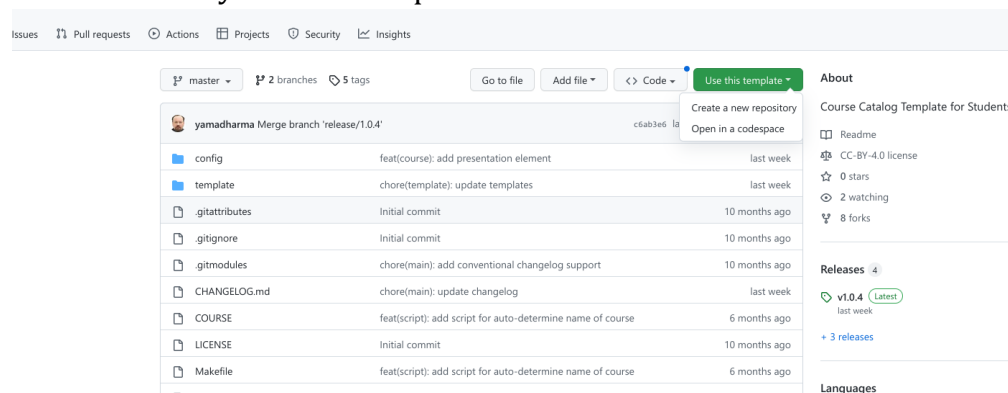 Issues
Pull requests
Actions
Projects
Security
Insights
master
2 branches
5 tags
Go to file
Add file
<> Code
Use this template
Create a new repository
Open in a codespace
yamadharma Merge branch 'release/1.0.4'
c6ab3e6
config feat(course): add presentation element last week
template chore(template): update templates last week
.gitattributes Initial commit 10 months ago
.gitignore Initial commit 10 months ago
.gitmodules chore(main): add conventional changelog support 10 months ago
CHANGELOG.md chore(main): update changelog last week
COURSE feat(script): add script for auto-determine name of course 6 months ago
LICENSE Initial commit 10 months ago
Makefile feat(script): add script for auto-determine name of course 6 months ago
About
Course Catalog Template for Students
Readme
CC-BY-4.0 license
0 stars
2 watching
8 forks
Releases 4
v1.0.4 Latest
last week
+ 3 releases
Languages